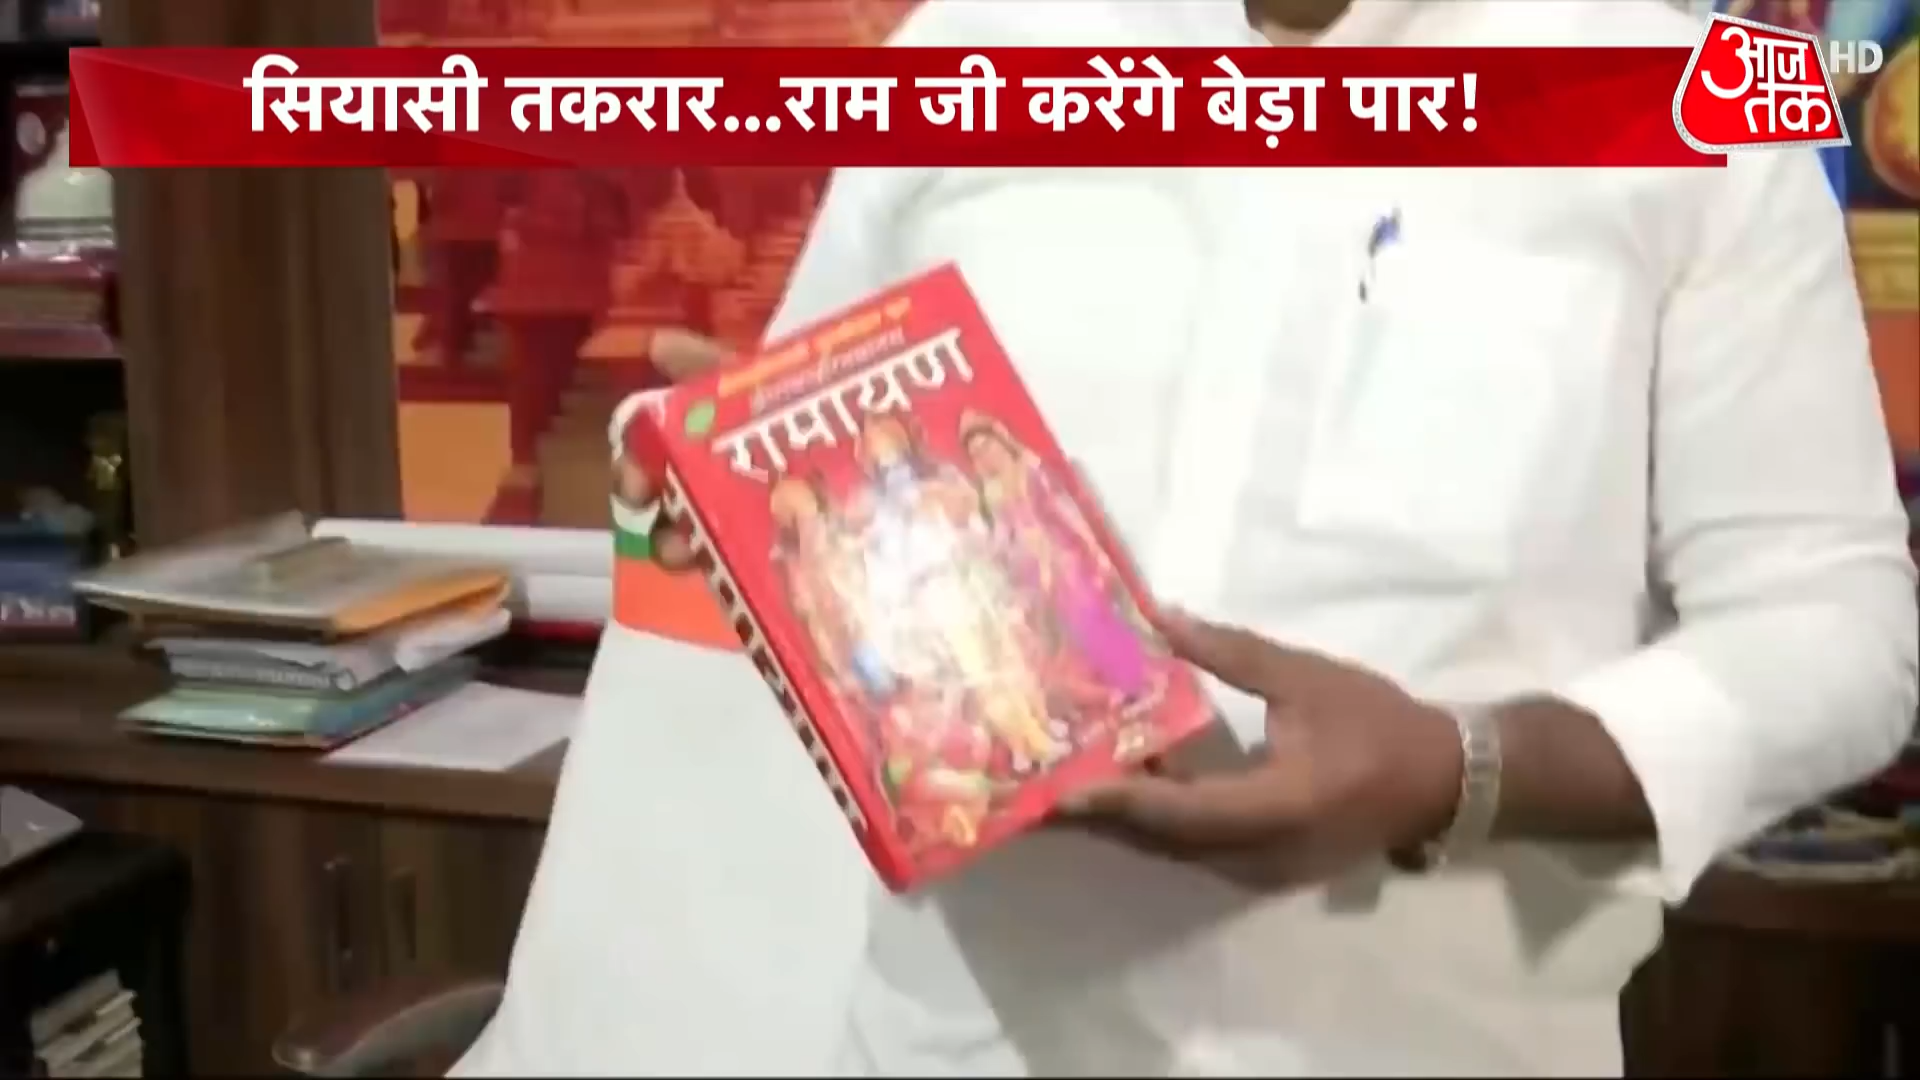 सियासी तकरार...राम जी करेंगे बेड़ा पार!
आज
तक
HD
रामायण